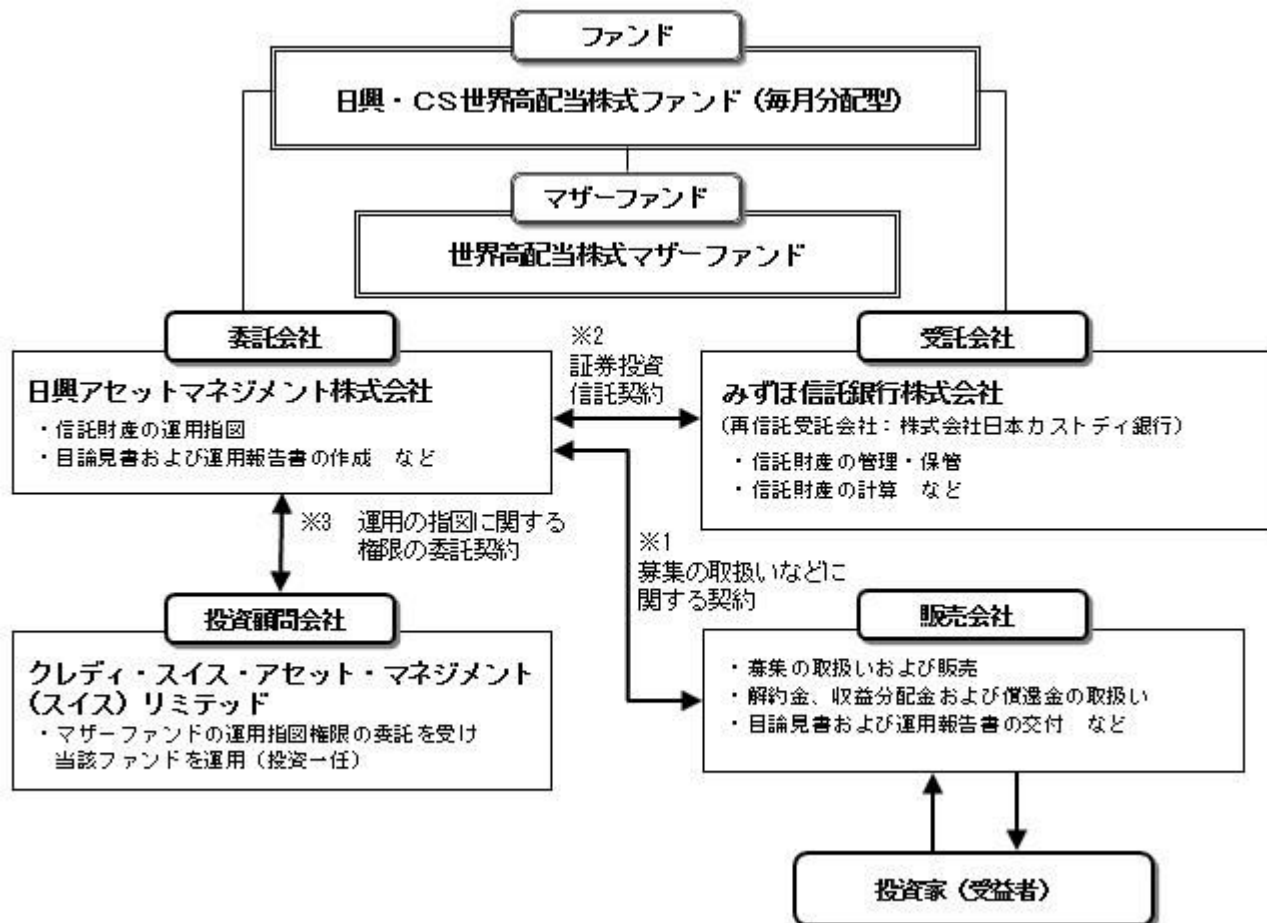 ファンド
日興・CS世界高配当株式ファンド（毎月分配型）
マザーファンド
世界高配当株式マザーファンド
委託会社
日興アセットマネジメント株式会社
・信託財産の運用指図
・目論見書および運用報告書の作成　など
※2
証券投資
信託契約
受託会社
みずほ信託銀行株式会社
（再信託受託会社：株式会社日本カストディ銀行）
・信託財産の管理・保管
・信託財産の計算　など
※3　運用の指図に関する
権限の委託契約
※1
募集の取扱いなどに
関する契約
投資顧問会社
クレディ・スイス・アセット・マネジメント
（スイス）リミテッド
・マザーファンドの運用指図権限の委託を受け
当該ファンドを運用（投資一任）
販売会社
・募集の取扱いおよび販売
・解約金、収益分配金および償還金の取扱い
・目論見書および運用報告書の交付　など
投資家（受益者）